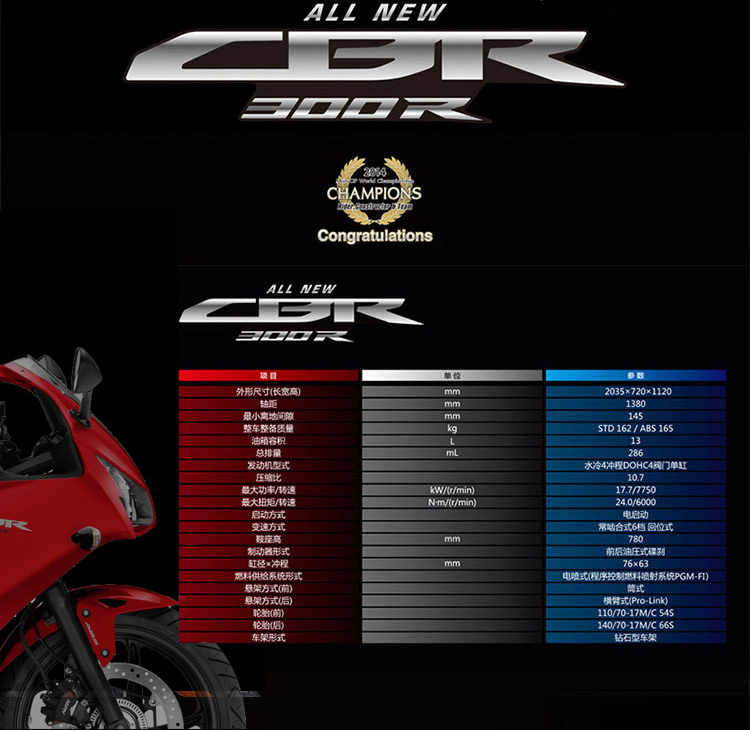 ALL NEW
CBR
300R
2014
CHAMPIONS
Congratulations
ALL NEW
CBR
300R
项目 单位 参数
外形尺寸(长宽高) mm 2035×720×1120
轴距 mm 1380
最小离地间隙 mm 145
整车整备质量 kg STD 162 / ABS 165
油箱容积 L 13
总排量 mL 286
发动机型式 水冷4冲程DOHC4阀门单缸
压缩比 10.7
最大功率/转速 kW/(r/min) 17.7/7750
最大扭矩/转速 N·m/(r/min) 24.0/6000
启动方式 电启动
变速方式 常啮合式6档 回位式
鞍座高 mm 780
制动器形式 前后油压式碟刹
缸径×冲程 mm 76×63
燃料供给系统形式 电喷式(程序控制燃料喷射系统PGM-FI)
悬架方式(前) 筒式
悬架方式(后) 横臂式(Pro-Link)
轮胎(前) 110/70-17M/C 54S
轮胎(后) 140/70-17M/C 66S
车架形式 钻石型车架
ABS